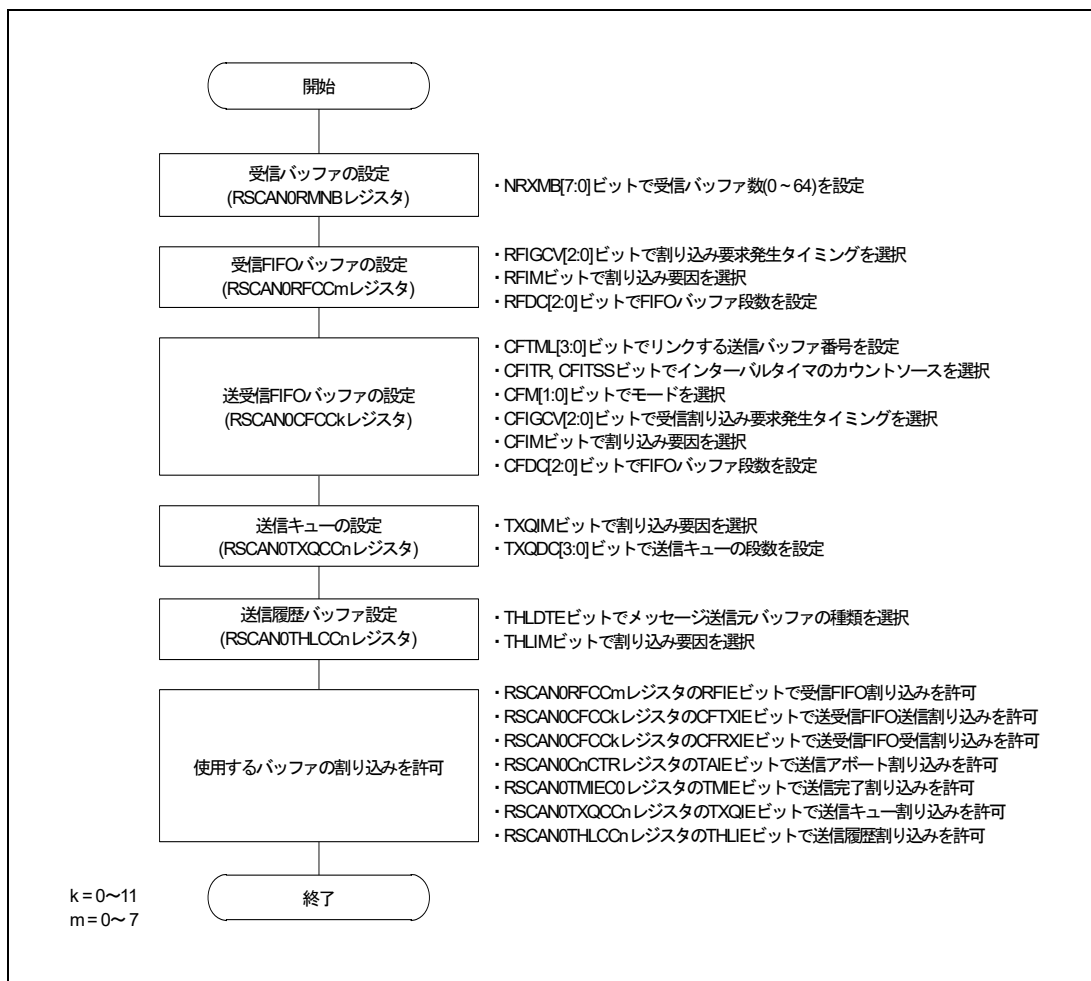 開始
受信バッファの設定
(RSCAN0RMNBレジスタ)
・NRXMB[7:0]ビットで受信バッファ数(0 ~ 64)を設定
受信FIFOバッファの設定
(RSCAN0RFCCmレジスタ)
・RFIGCV[2:0]ビットで割り込み要求発生タイミングを選択
・RFIMビットで割り込み要因を選択
・RFDC[2:0]ビットでFIFOバッファ段数を設定
送受信FIFOバッファの設定
(RSCAN0CFCCkレジスタ)
・CFTML[3:0]ビットでリンクする送信バッファ番号を設定
・CFITR, CFITSSビットでインターバルタイマのカウントソースを選択
・CFM[1:0]ビットでモードを選択
・CFIGCV[2:0]ビットで受信割り込み要求発生タイミングを選択
・CFIMビットで割り込み要因を選択
・CFDC[2:0]ビットでFIFOバッファ段数を設定
送信キューの設定
(RSCAN0TXQCCnレジスタ)
・TXQIMビットで割り込み要因を選択
・TXQDC[3:0]ビットで送信キューの段数を設定
送信履歴バッファ設定
(RSCAN0THLCCnレジスタ)
・THLDTEビットでメッセージ送信元バッファの種類を選択
・THLIMビットで割り込み要因を選択
使用するバッファの割り込みを許可
・RSCAN0RFCCmレジスタのRFIEビットで受信FIFO割り込みを許可
・RSCAN0CFCCkレジスタのCFTXIEビットで送受信FIFO送信割り込みを許可
・RSCAN0CFCCkレジスタのCFRXIEビットで送受信FIFO受信割り込みを許可
・RSCAN0CnCTRレジスタのTAIEビットで送信アボート割り込みを許可
・RSCAN0TMIEC0レジスタのTMIEビットで送信完了割り込みを許可
・RSCAN0TXQCCnレジスタのTXQIEビットで送信キュー割り込みを許可
・RSCAN0THLCCnレジスタのTHLIEビットで送信履歴割り込みを許可
終了
k = 0～11
m = 0～ 7